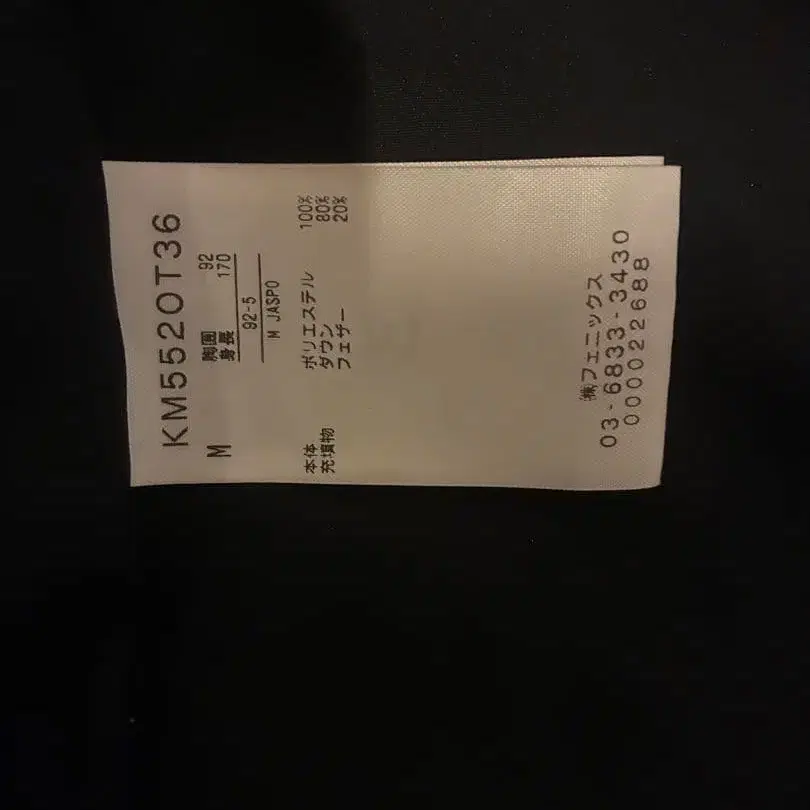 KM552OT36
M
胸囲 92
身長 170
92-5
M JASPO
本体 ポリエステル 100%
充填物 ダウン 80%
フェザー 20%
㈱フェニックス
03-6833-3430
000022688